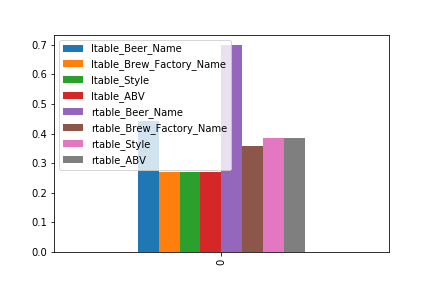 0.7
0.6
0.5
0.4
0.3
0.2
0.1
0.0
ltable_Beer_Name
ltable_Brew_Factory_Name
ltable_Style
ltable_ABV
rtable_Beer_Name
rtable_Brew_Factory_Name
rtable_Style
rtable_ABV
0